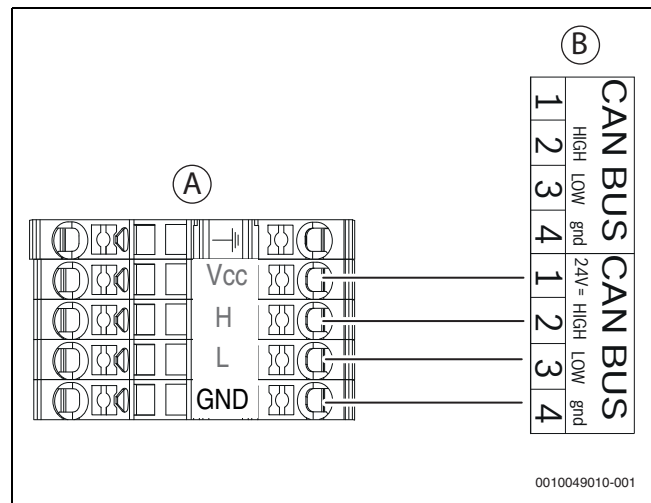 B
A
CAN BUS
1
2 HIGH
3 LOW
4 gnd
CAN BUS
1 24V=
2 HIGH
3 LOW
4 gnd
Vcc
H
L
GND
0010049010-001